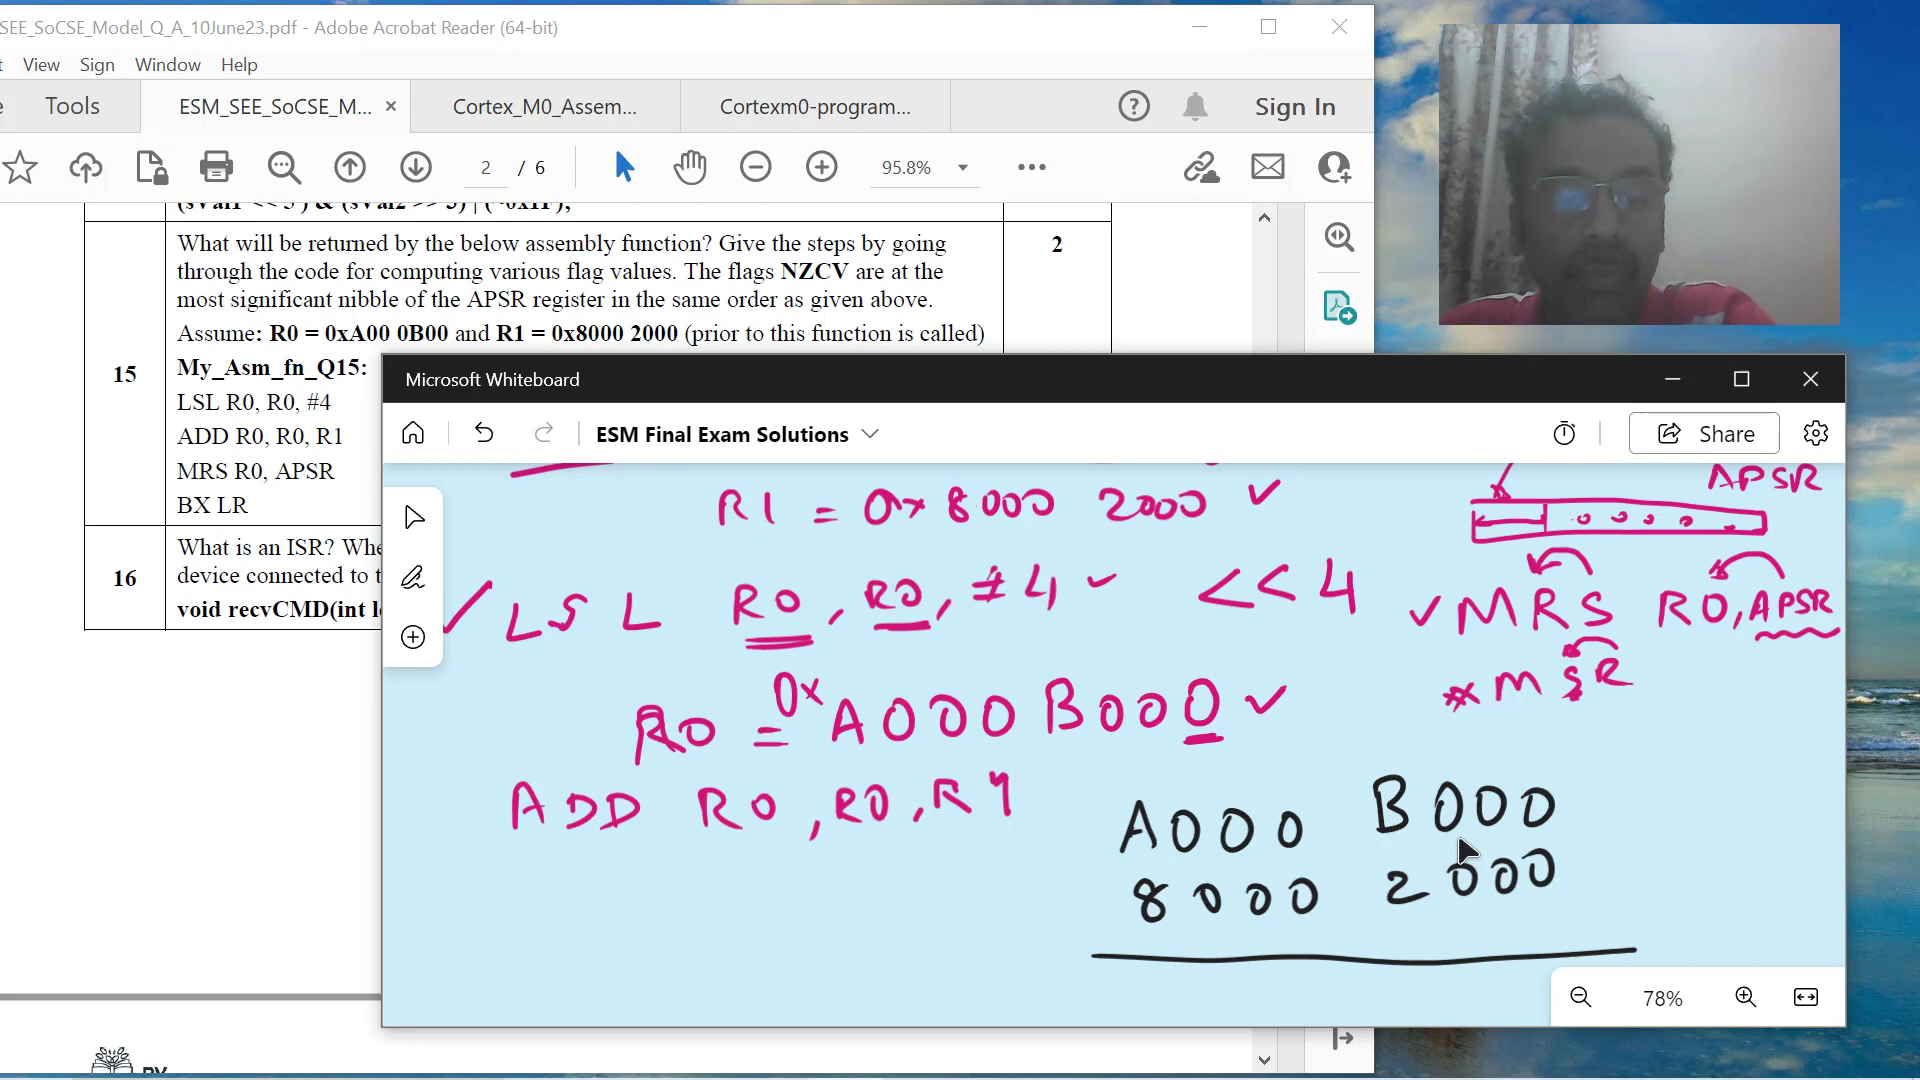 SEE_SoCSE_Model_Q_A_10June23.pdf - Adobe Acrobat Reader (64-bit)
View Sign Window Help
Tools ESM_SEE_SoCSE_M... × Cortex_M0_Assem... Cortexm0-program... Sign In
2 / 6 95.8%
15
What will be returned by the below assembly function? Give the steps by going
through the code for computing various flag values. The flags NZCV are at the
most significant nibble of the APSR register in the same order as given above.
Assume: R0 = 0xA00 0B00 and R1 = 0x8000 2000 (prior to this function is called)
My_Asm_fn_Q15:
LSL R0, R0, #4
ADD R0, R0, R1
MRS R0, APSR
BX LR
2
16
What is an ISR? Whe
device connected to t
void recvCMD(int l
Microsoft Whiteboard
ESM Final Exam Solutions
Share
R1 = 0x 8000 2000 ✓
APSR
✓ LSL R0, R0, #4 ✓ << 4
✓ MRS R0, APSR
* MSR
R0 = 0x A000 B000 ✓
ADD R0, R0, R1
A000 B000
8000 2000
78%